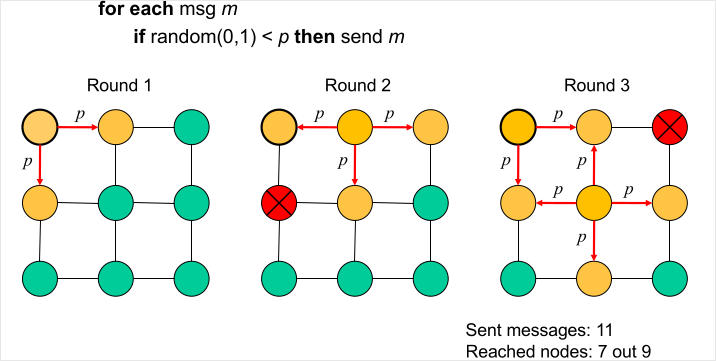 for each msg m
if random(0,1) < p then send m
Round 1
Round 2
Round 3
p
p
p
p
p
p
p
p
p
p
p
Sent messages: 11
Reached nodes: 7 out 9